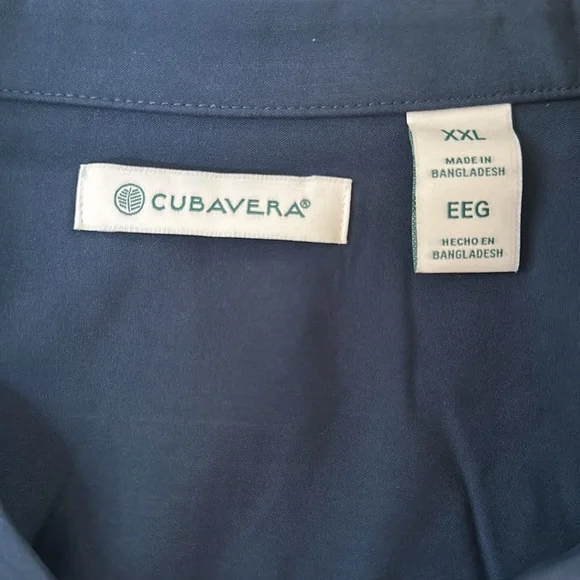 CUBAVERA®
XXL
MADE IN
BANGLADESH
EEG
HECHO EN
BANGLADESH